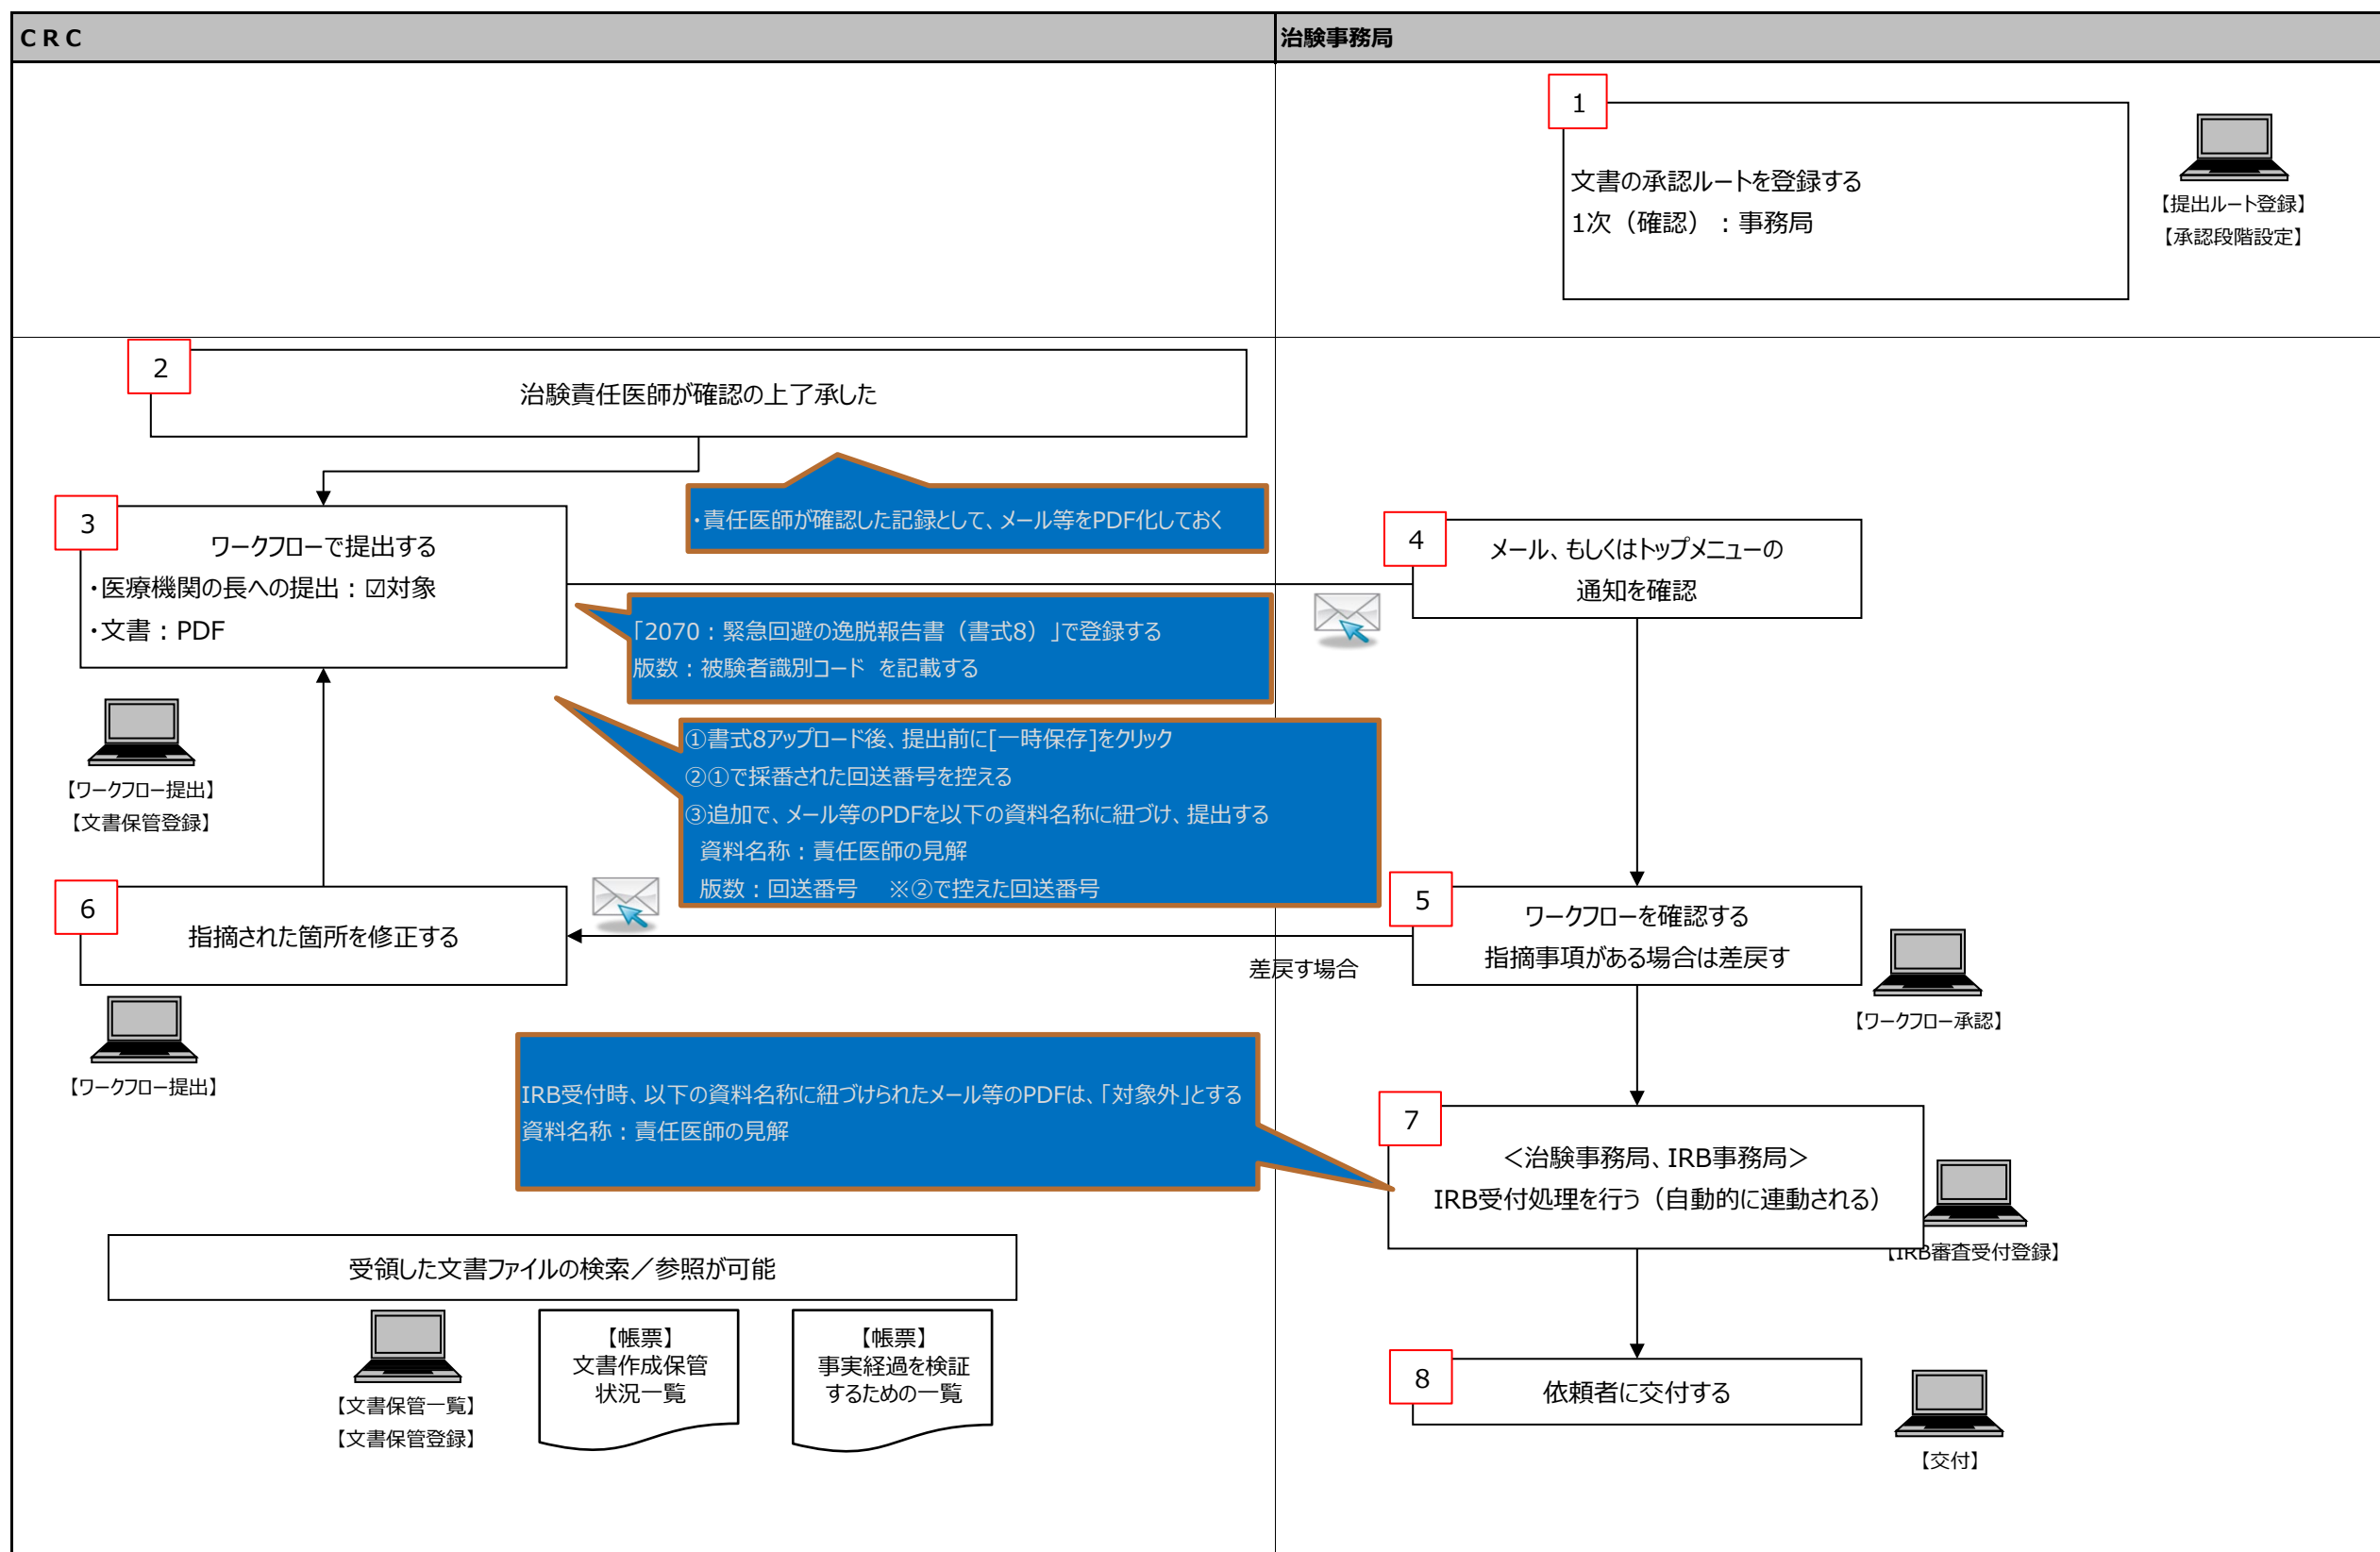 ＣＲＣ
治験事務局
1
文書の承認ルートを登録する
1次（確認）：事務局
【提出ルート登録】
【承認段階設定】
2
治験責任医師が確認の上了承した
・責任医師が確認した記録として、メール等をPDF化しておく
3
ワークフローで提出する
・医療機関の長への提出：☑対象
・文書：PDF
「2070：緊急回避の逸脱報告書（書式8）」で登録する
版数：被験者識別コード を記載する
4
メール、もしくはトップメニューの
通知を確認
【ワークフロー提出】
【文書保管登録】
①書式8アップロード後、提出前に[一時保存]をクリック
②①で採番された回送番号を控える
③追加で、メール等のPDFを以下の資料名称に紐づけ、提出する
資料名称：責任医師の見解
版数：回送番号　※②で控えた回送番号
5
ワークフローを確認する
指摘事項がある場合は差戻す
【ワークフロー承認】
差戻す場合
6
指摘された箇所を修正する
【ワークフロー提出】
IRB受付時、以下の資料名称に紐づけられたメール等のPDFは、「対象外」とする
資料名称：責任医師の見解
7
＜治験事務局、IRB事務局＞
IRB受付処理を行う（自動的に連動される）
【IRB審査受付登録】
受領した文書ファイルの検索／参照が可能
【文書保管一覧】
【文書保管登録】
【帳票】
文書作成保管
状況一覧
【帳票】
事実経過を検証
するための一覧
8
依頼者に交付する
【交付】